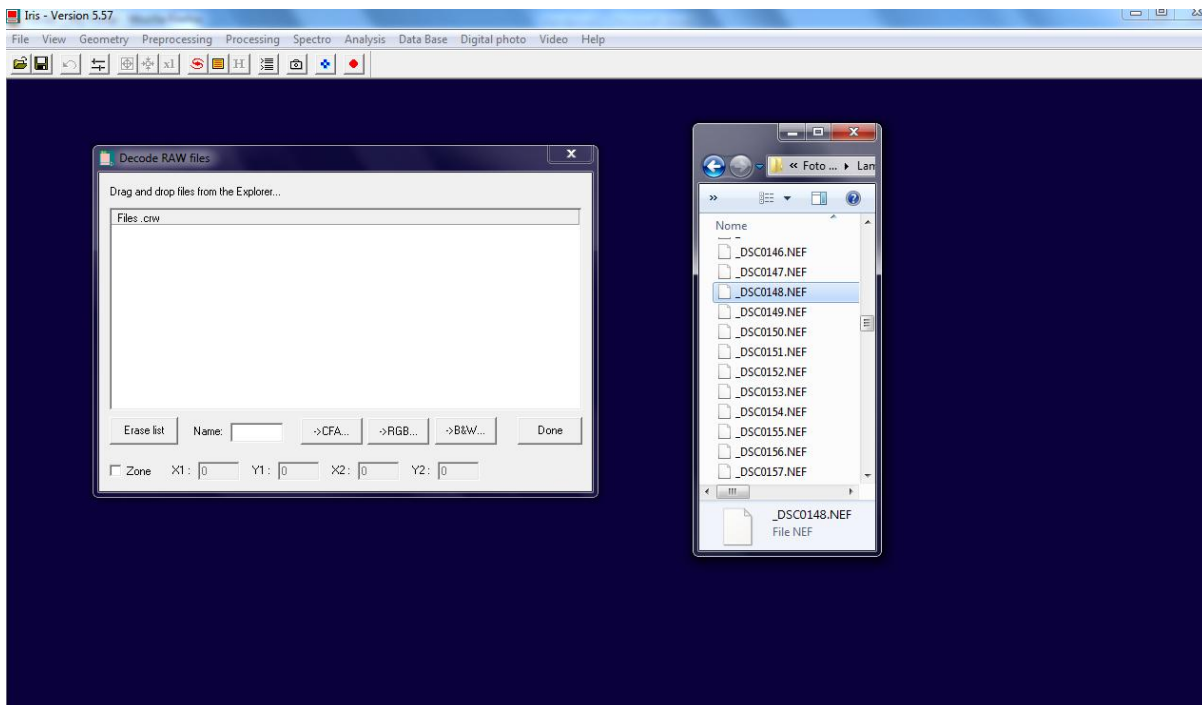 Iris - Version 5.57
File View Geometry Preprocessing Processing Spectro Analysis Data Base Digital photo Video Help
x1 H
Decode RAW files
Drag and drop files from the Explorer...
Files .crw
Erase list Name: ->CFA... ->RGB... ->B&W... Done
Zone X1: 0 Y1: 0 X2: 0 Y2: 0
« Foto ... Lan
»
Nome
_DSC0146.NEF
_DSC0147.NEF
_DSC0148.NEF
_DSC0149.NEF
_DSC0150.NEF
_DSC0151.NEF
_DSC0152.NEF
_DSC0153.NEF
_DSC0154.NEF
_DSC0155.NEF
_DSC0156.NEF
_DSC0157.NEF
_DSC0148.NEF
File NEF